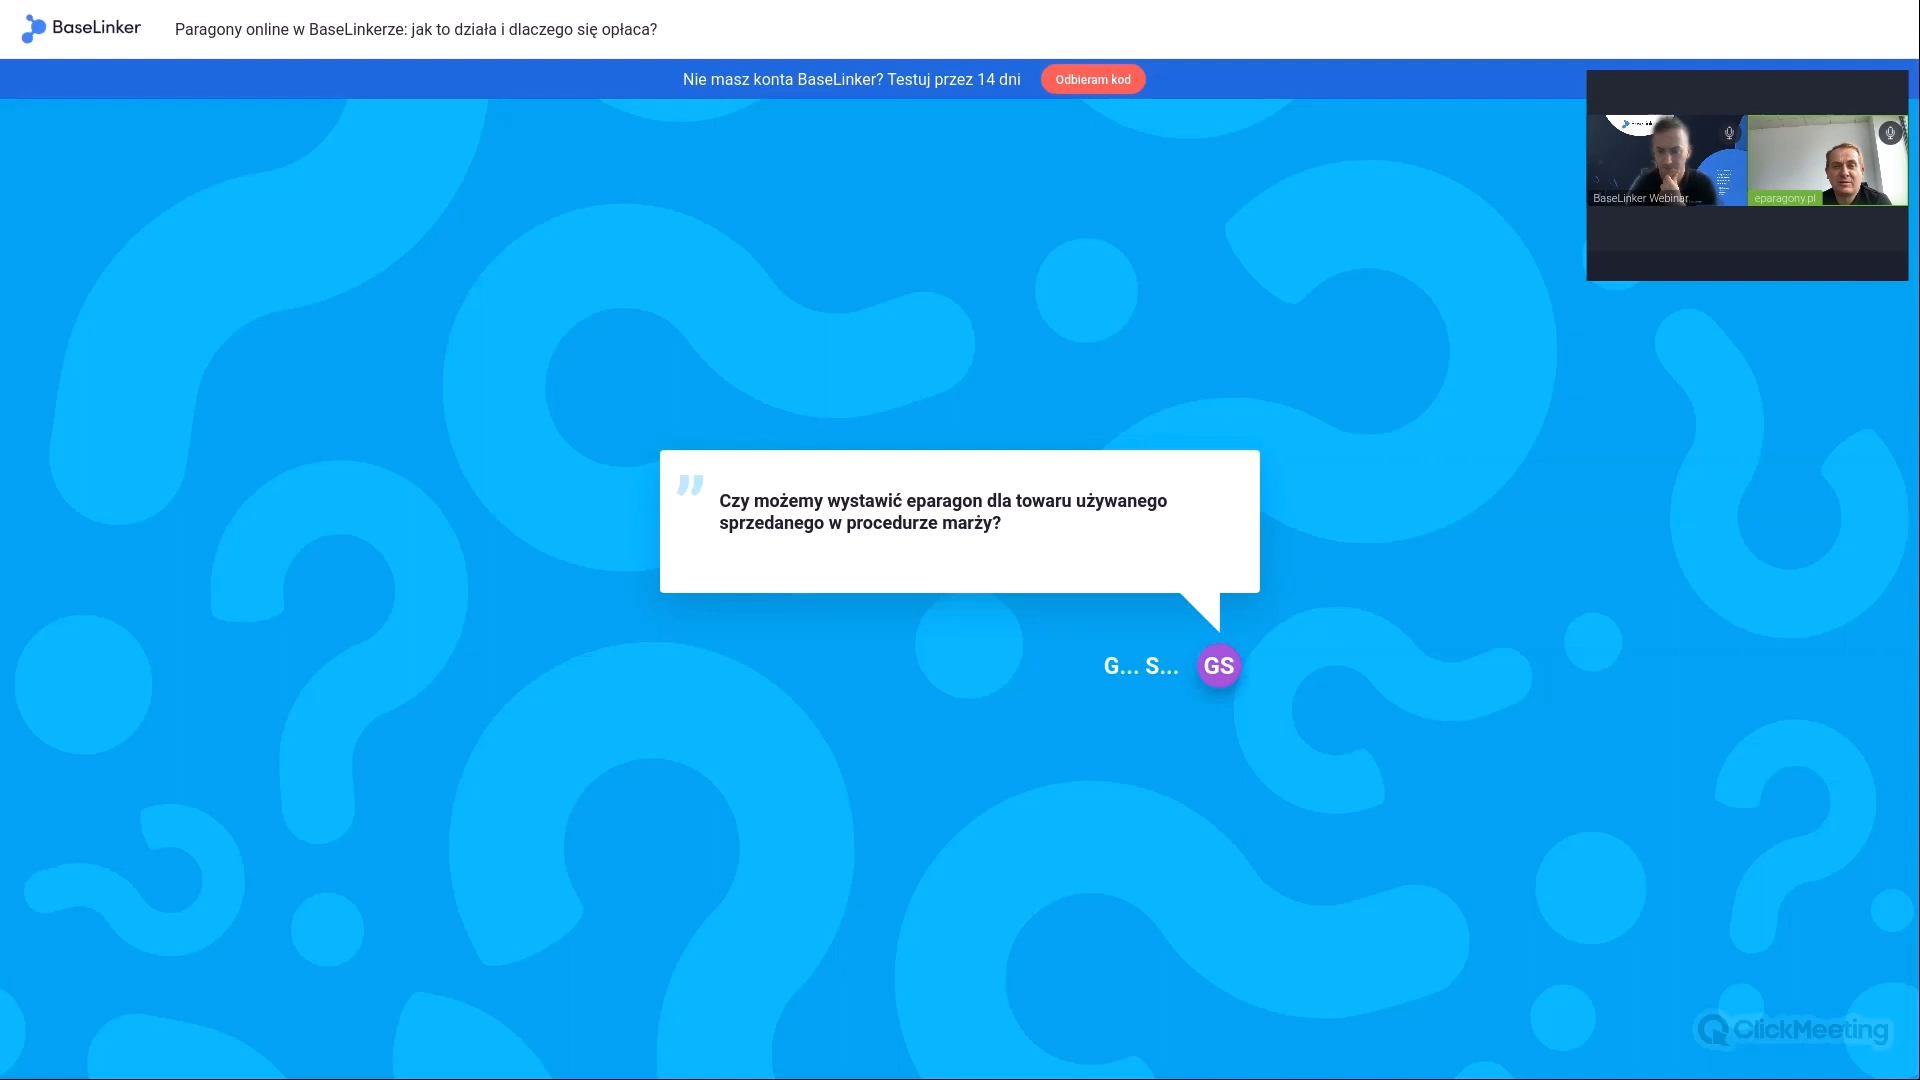 BaseLinker
Paragony online w BaseLinkerze: jak to działa i dlaczego się opłaca?
Nie masz konta BaseLinker? Testuj przez 14 dni
Odbieram kod
BaseLinker Webinar...
eparagony.pl
Czy możemy wystawić eparagon dla towaru używanego
sprzedanego w procedurze marży?
G... S...
GS
ClickMeeting